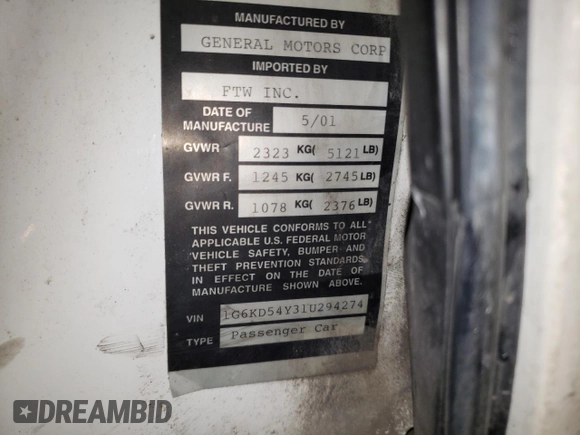 MANUFACTURED BY
GENERAL MOTORS CORP
IMPORTED BY
FTW INC.
DATE OF MANUFACTURE 5/01
GVWR 2323 KG( 5121 LB)
GVWR F. 1245 KG( 2745 LB)
GVWR R. 1078 KG( 2376 LB)
THIS VEHICLE CONFORMS TO ALL
APPLICABLE U.S. FEDERAL MOTOR
VEHICLE SAFETY, BUMPER AND
THEFT PREVENTION STANDARDS
IN EFFECT ON THE DATE OF
MANUFACTURE SHOWN ABOVE.
VIN 1G6KD54Y31U294274
TYPE Passenger Car
DREAMBID